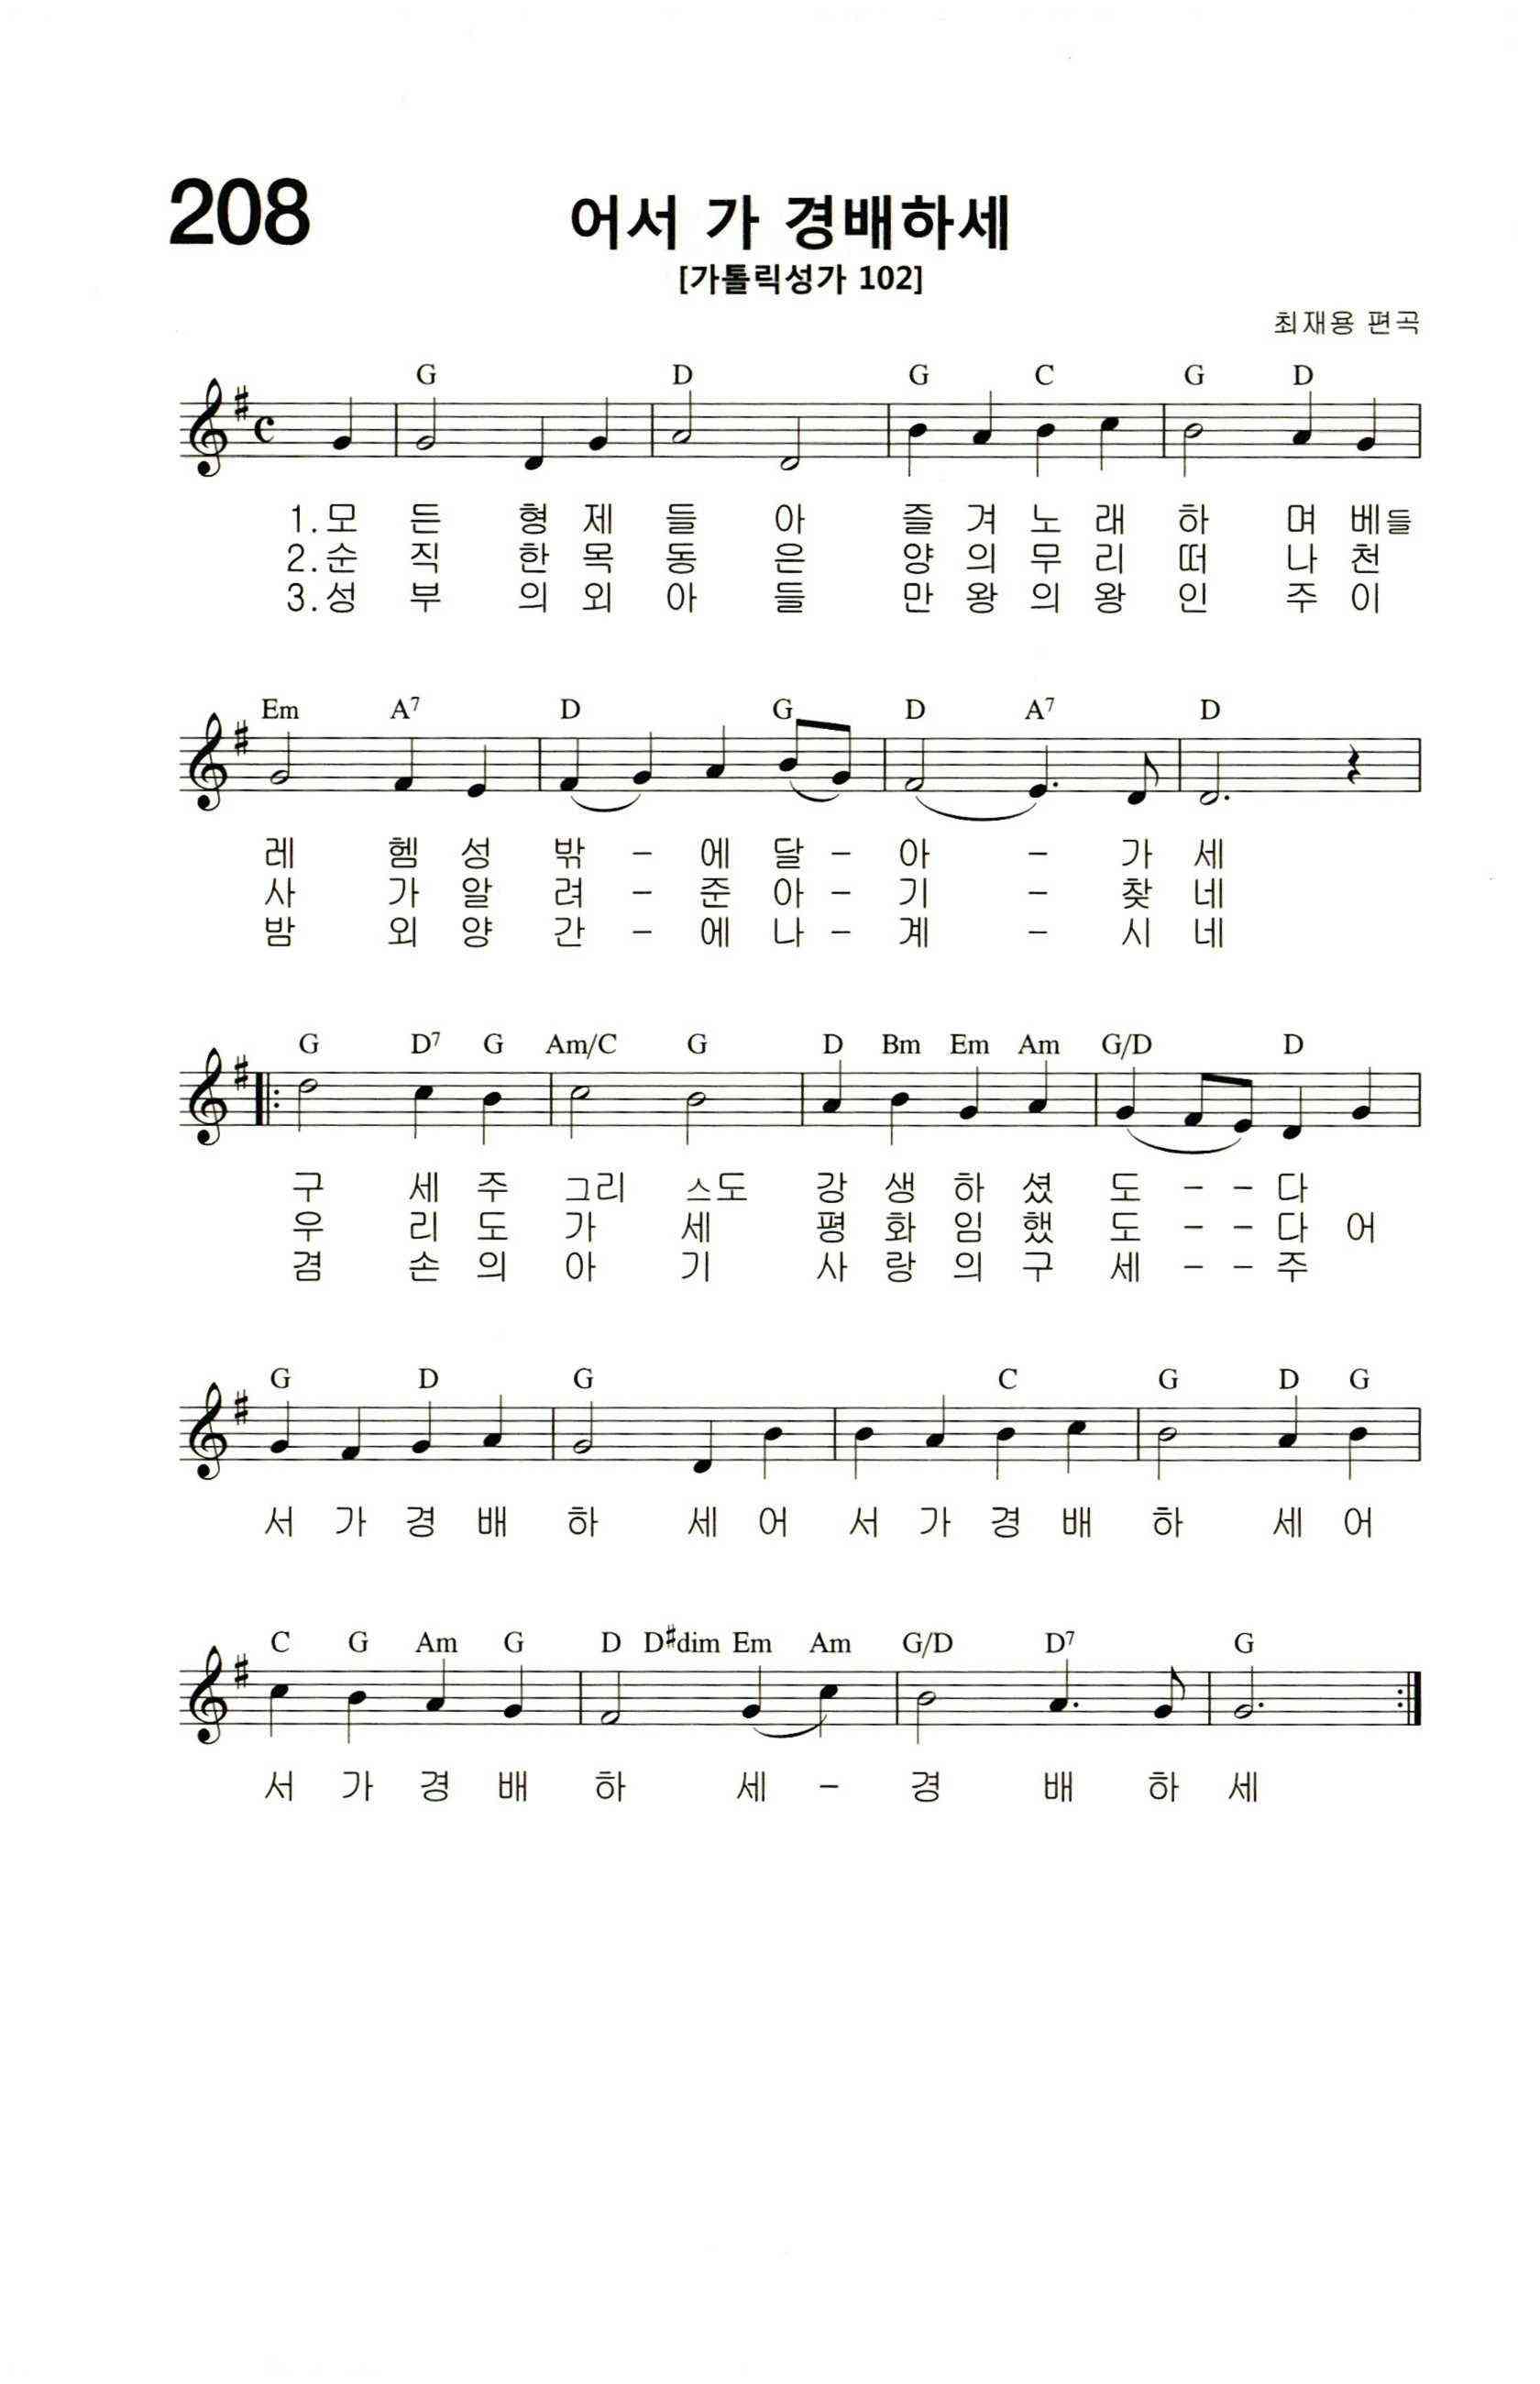 208
어서 가 경배하세
[가톨릭성가 102]
최재용 편곡
G D G C G D
1.모 든 형 제 들 아 즐 겨 노 래 하 며 베들
2.순 직 한 목 동 은 양 의 무 리 떠 나 천
3.성 부 의 외 아 들 만 왕 의 왕 인 주 이
Em A7 D G D A7 D
레 헴 성 밖 - 에 달 - 아 - 가 세
사 가 알 려 - 준 아 - 기 - 찾 네
밤 외 양 간 - 에 나 - 계 - 시 네
G D7 G Am/C G D Bm Em Am G/D D
구 세 주 그리 스도 강 생 하 셨 도 - - 다
우 리 도 가 세 평 화 임 했 도 - - 다 어
겸 손 의 아 기 사 랑 의 구 세 - - 주
G D G C G D G
서 가 경 배 하 세 어 서 가 경 배 하 세 어
C G Am G D D#dim Em Am G/D D7 G
서 가 경 배 하 세 - 경 배 하 세